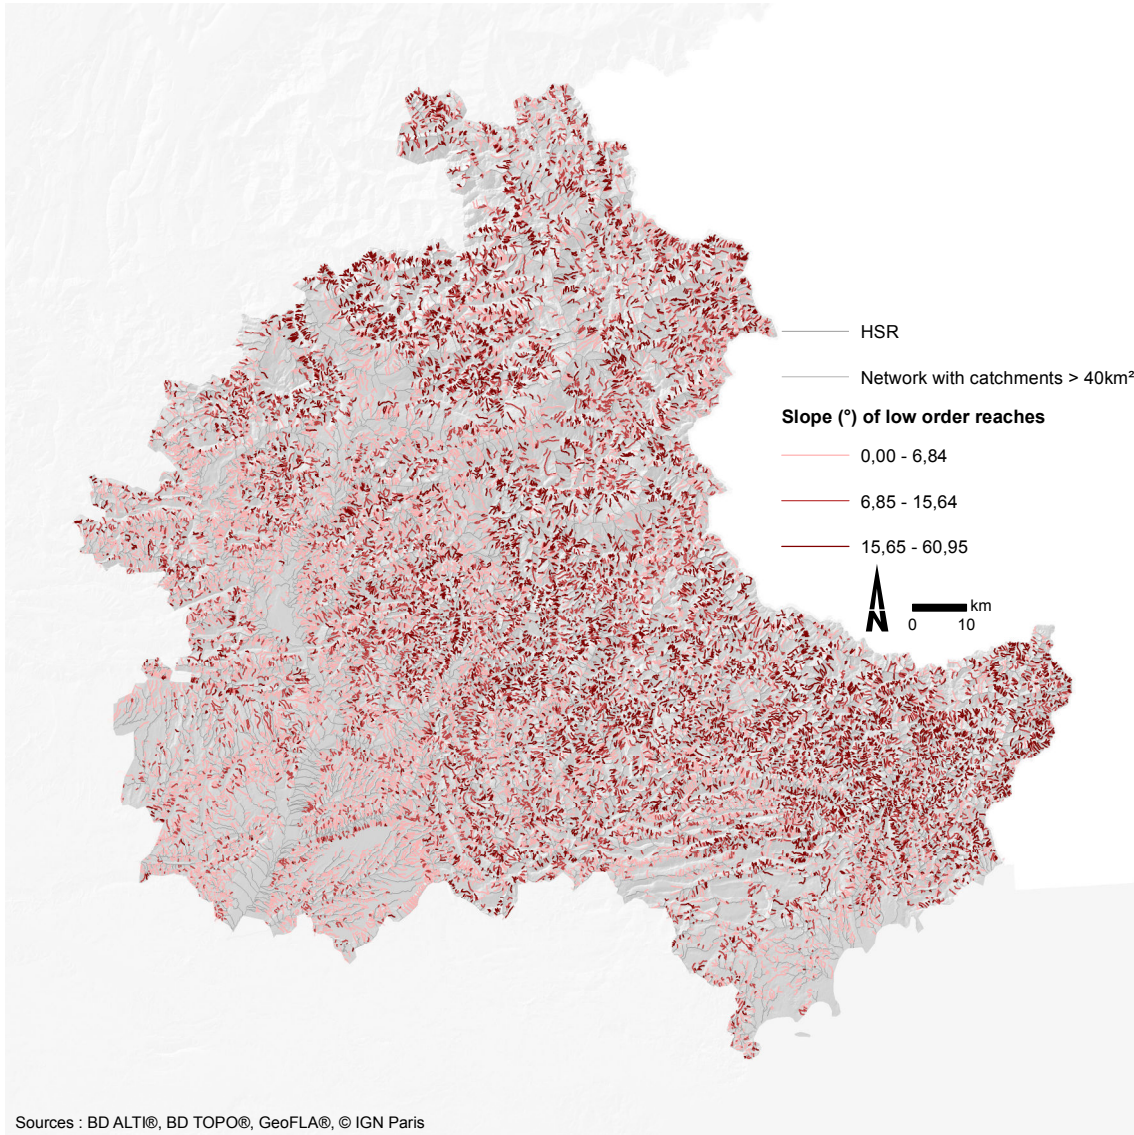 HSR
Network with catchments > 40km²
Slope (°) of low order reaches
0,00 - 6,84
6,85 - 15,64
15,65 - 60,95
N
km
0 10
Sources : BD ALTI®, BD TOPO®, GeoFLA®, © IGN Paris